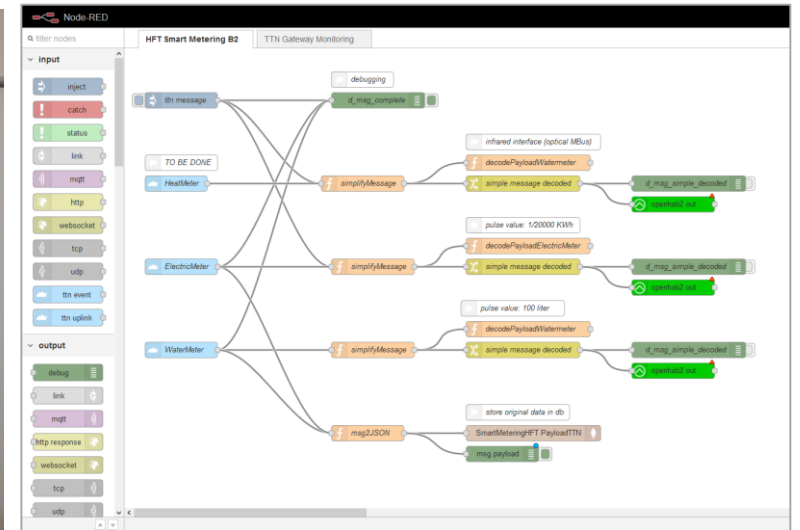 Node-RED
filter nodes
HFT Smart Metering B2
TTN Gateway Monitoring
input
inject
catch
status
link
mqtt
http
websocket
tcp
udp
ttn event
ttn uplink
output
debug
link
mqtt
http response
websocket
tcp
udp
debugging
ttn message
d_msg_complete
infrared interface (optical MBus)
TO BE DONE
decodePayloadWatermeter
HeatMeter
simplifyMessage
simple message decoded
d_msg_simple_decoded
openhab2 out
pulse value: 1/20000 KWh
decodePayloadElectricMeter
ElectricMeter
simplifyMessage
simple message decoded
d_msg_simple_decoded
openhab2 out
pulse value: 100 liter
decodePayloadWatermeter
WaterMeter
simplifyMessage
simple message decoded
d_msg_simple_decoded
openhab2 out
store original data in db
msg2JSON
SmartMeteringHFT PayloadTTN
msg.payload